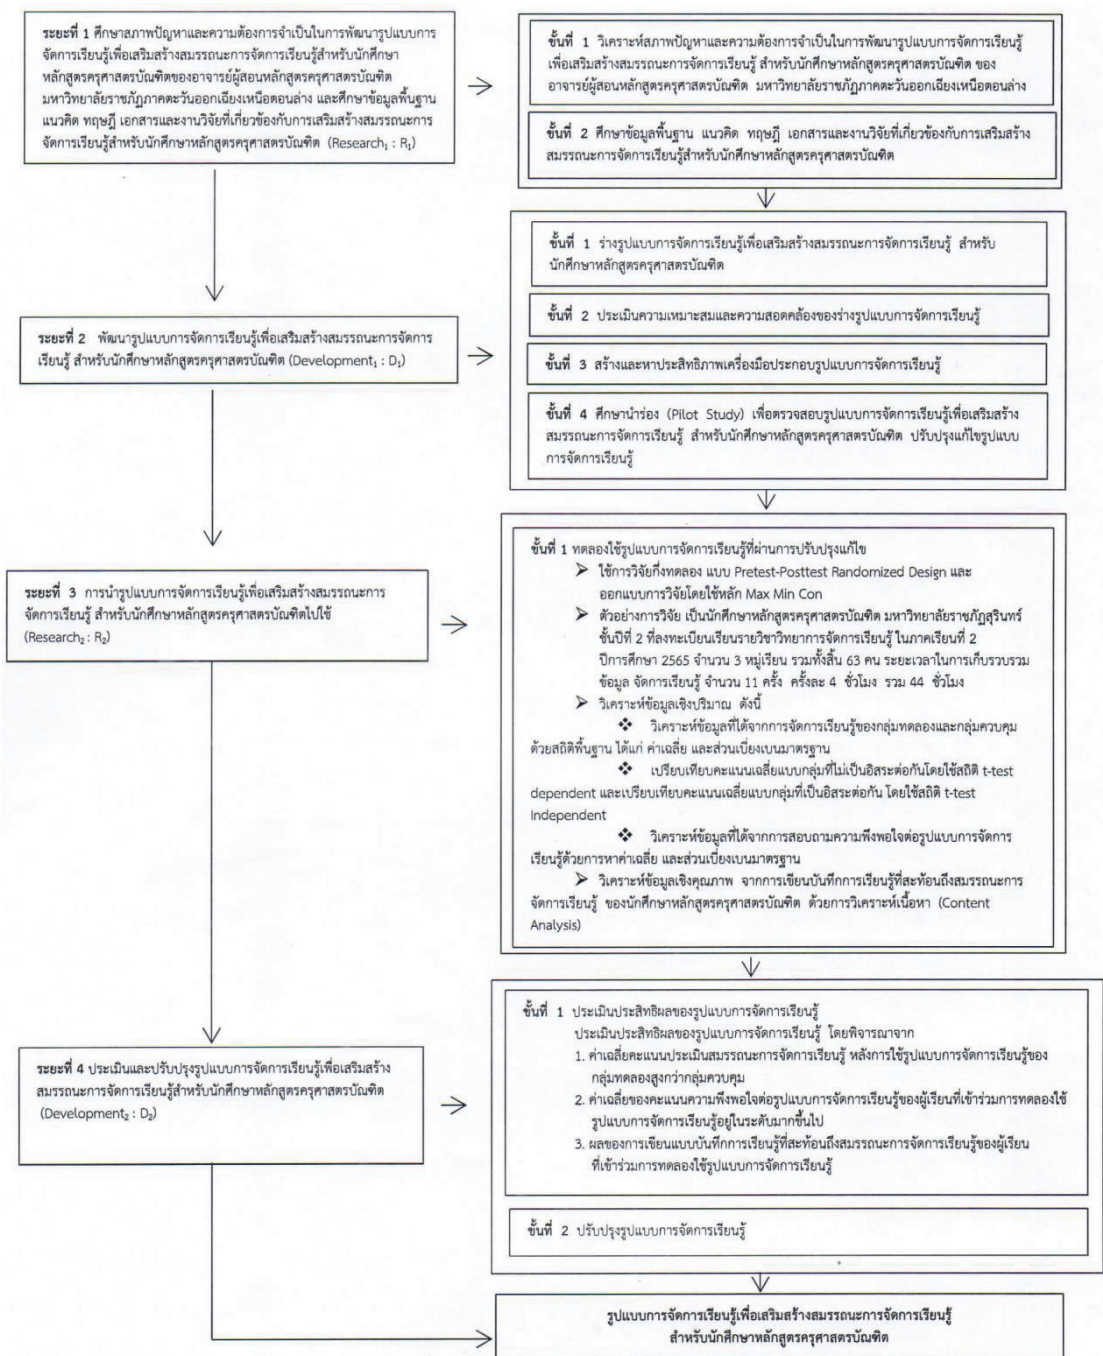 ระยะที่ 1 ศึกษาสภาพปัญหาและความต้องการจำเป็นในการพัฒนารูปแบบการ
จัดการเรียนรู้เพื่อเสริมสร้างสมรรถนะการจัดการเรียนรู้สำหรับนักศึกษา
หลักสูตรครุศาสตรบัณฑิตของอาจารย์ผู้สอนหลักสูตรครุศาสตรบัณฑิต
มหาวิทยาลัยราชภัฏภาคตะวันออกเฉียงเหนือตอนล่าง และศึกษาข้อมูลพื้นฐาน
แนวคิด ทฤษฎี เอกสารและงานวิจัยที่เกี่ยวข้องกับการเสริมสร้างสมรรถนะการ
จัดการเรียนรู้สำหรับนักศึกษาหลักสูตรครุศาสตรบัณฑิต (Research₁ : R₁)
ขั้นที่ 1 วิเคราะห์สภาพปัญหาและความต้องการจำเป็นในการพัฒนารูปแบบการจัดการเรียนรู้
เพื่อเสริมสร้างสมรรถนะการจัดการเรียนรู้ สำหรับนักศึกษาหลักสูตรครุศาสตรบัณฑิต ของ
อาจารย์ผู้สอนหลักสูตรครุศาสตรบัณฑิต มหาวิทยาลัยราชภัฏภาคตะวันออกเฉียงเหนือตอนล่าง
ขั้นที่ 2 ศึกษาข้อมูลพื้นฐาน แนวคิด ทฤษฎี เอกสารและงานวิจัยที่เกี่ยวข้องกับการเสริมสร้าง
สมรรถนะการจัดการเรียนรู้สำหรับนักศึกษาหลักสูตรครุศาสตรบัณฑิต
ระยะที่ 2 พัฒนารูปแบบการจัดการเรียนรู้เพื่อเสริมสร้างสมรรถนะการจัดการ
เรียนรู้ สำหรับนักศึกษาหลักสูตรครุศาสตรบัณฑิต (Development₁ : D₁)
ขั้นที่ 1 ร่างรูปแบบการจัดการเรียนรู้เพื่อเสริมสร้างสมรรถนะการจัดการเรียนรู้ สำหรับ
นักศึกษาหลักสูตรครุศาสตรบัณฑิต
ขั้นที่ 2 ประเมินความเหมาะสมและความสอดคล้องของร่างรูปแบบการจัดการเรียนรู้
ขั้นที่ 3 สร้างและหาประสิทธิภาพเครื่องมือประกอบรูปแบบการจัดการเรียนรู้
ขั้นที่ 4 ศึกษานำร่อง (Pilot Study) เพื่อตรวจสอบรูปแบบการจัดการเรียนรู้เพื่อเสริมสร้าง
สมรรถนะการจัดการเรียนรู้ สำหรับนักศึกษาหลักสูตรครุศาสตรบัณฑิต ปรับปรุงแก้ไขรูปแบบ
การจัดการเรียนรู้
ระยะที่ 3 การนำรูปแบบการจัดการเรียนรู้เพื่อเสริมสร้างสมรรถนะการ
จัดการเรียนรู้ สำหรับนักศึกษาหลักสูตรครุศาสตรบัณฑิตไปใช้
(Research₂ : R₂)
ขั้นที่ 1 ทดลองใช้รูปแบบการจัดการเรียนรู้ที่ผ่านการปรับปรุงแก้ไข
➢ ใช้การวิจัยกึ่งทดลอง แบบ Pretest-Posttest Randomized Design และ
ออกแบบการวิจัยโดยใช้หลัก Max Min Con
➢ ตัวอย่างการวิจัย เป็นนักศึกษาหลักสูตรครุศาสตรบัณฑิต มหาวิทยาลัยราชภัฏสุรินทร์
ชั้นปีที่ 2 ที่ลงทะเบียนเรียนรายวิชาวิทยาการจัดการเรียนรู้ ในภาคเรียนที่ 2
ปีการศึกษา 2565 จำนวน 3 หมู่เรียน รวมทั้งสิ้น 63 คน ระยะเวลาในการเก็บรวบรวม
ข้อมูล จัดการเรียนรู้ จำนวน 11 ครั้ง ครั้งละ 4 ชั่วโมง รวม 44 ชั่วโมง
➢ วิเคราะห์ข้อมูลเชิงปริมาณ ดังนี้
❖ วิเคราะห์ข้อมูลที่ได้จากการจัดการเรียนรู้ของกลุ่มทดลองและกลุ่มควบคุม
ด้วยสถิติพื้นฐาน ได้แก่ ค่าเฉลี่ย และส่วนเบี่ยงเบนมาตรฐาน
❖ เปรียบเทียบคะแนนเฉลี่ยแบบกลุ่มที่ไม่เป็นอิสระต่อกันโดยใช้สถิติ t-test
dependent และเปรียบเทียบคะแนนเฉลี่ยแบบกลุ่มที่เป็นอิสระต่อกัน โดยใช้สถิติ t-test
Independent
❖ วิเคราะห์ข้อมูลที่ได้จากการสอบถามความพึงพอใจต่อรูปแบบการจัดการ
เรียนรู้ด้วยการหาค่าเฉลี่ย และส่วนเบี่ยงเบนมาตรฐาน
➢ วิเคราะห์ข้อมูลเชิงคุณภาพ จากการเขียนบันทึกการเรียนรู้ที่สะท้อนถึงสมรรถนะการ
จัดการเรียนรู้ ของนักศึกษาหลักสูตรครุศาสตรบัณฑิต ด้วยการวิเคราะห์เนื้อหา (Content
Analysis)
ระยะที่ 4 ประเมินและปรับปรุงรูปแบบการจัดการเรียนรู้เพื่อเสริมสร้าง
สมรรถนะการจัดการเรียนรู้สำหรับนักศึกษาหลักสูตรครุศาสตรบัณฑิต
(Development₂ : D₂)
ขั้นที่ 1 ประเมินประสิทธิผลของรูปแบบการจัดการเรียนรู้
ประเมินประสิทธิผลของรูปแบบการจัดการเรียนรู้ โดยพิจารณาจาก
1. ค่าเฉลี่ยคะแนนประเมินสมรรถนะการจัดการเรียนรู้ หลังการใช้รูปแบบการจัดการเรียนรู้ของ
กลุ่มทดลองสูงกว่ากลุ่มควบคุม
2. ค่าเฉลี่ยของคะแนนความพึงพอใจต่อรูปแบบการจัดการเรียนรู้ของผู้เรียนที่เข้าร่วมการทดลองใช้
รูปแบบการจัดการเรียนรู้อยู่ในระดับมากขึ้นไป
3. ผลของการเขียนแบบบันทึกการเรียนรู้ที่สะท้อนถึงสมรรถนะการจัดการเรียนรู้ของผู้เรียน
ที่เข้าร่วมการทดลองใช้รูปแบบการจัดการเรียนรู้
ขั้นที่ 2 ปรับปรุงรูปแบบการจัดการเรียนรู้
รูปแบบการจัดการเรียนรู้เพื่อเสริมสร้างสมรรถนะการจัดการเรียนรู้
สำหรับนักศึกษาหลักสูตรครุศาสตรบัณฑิต